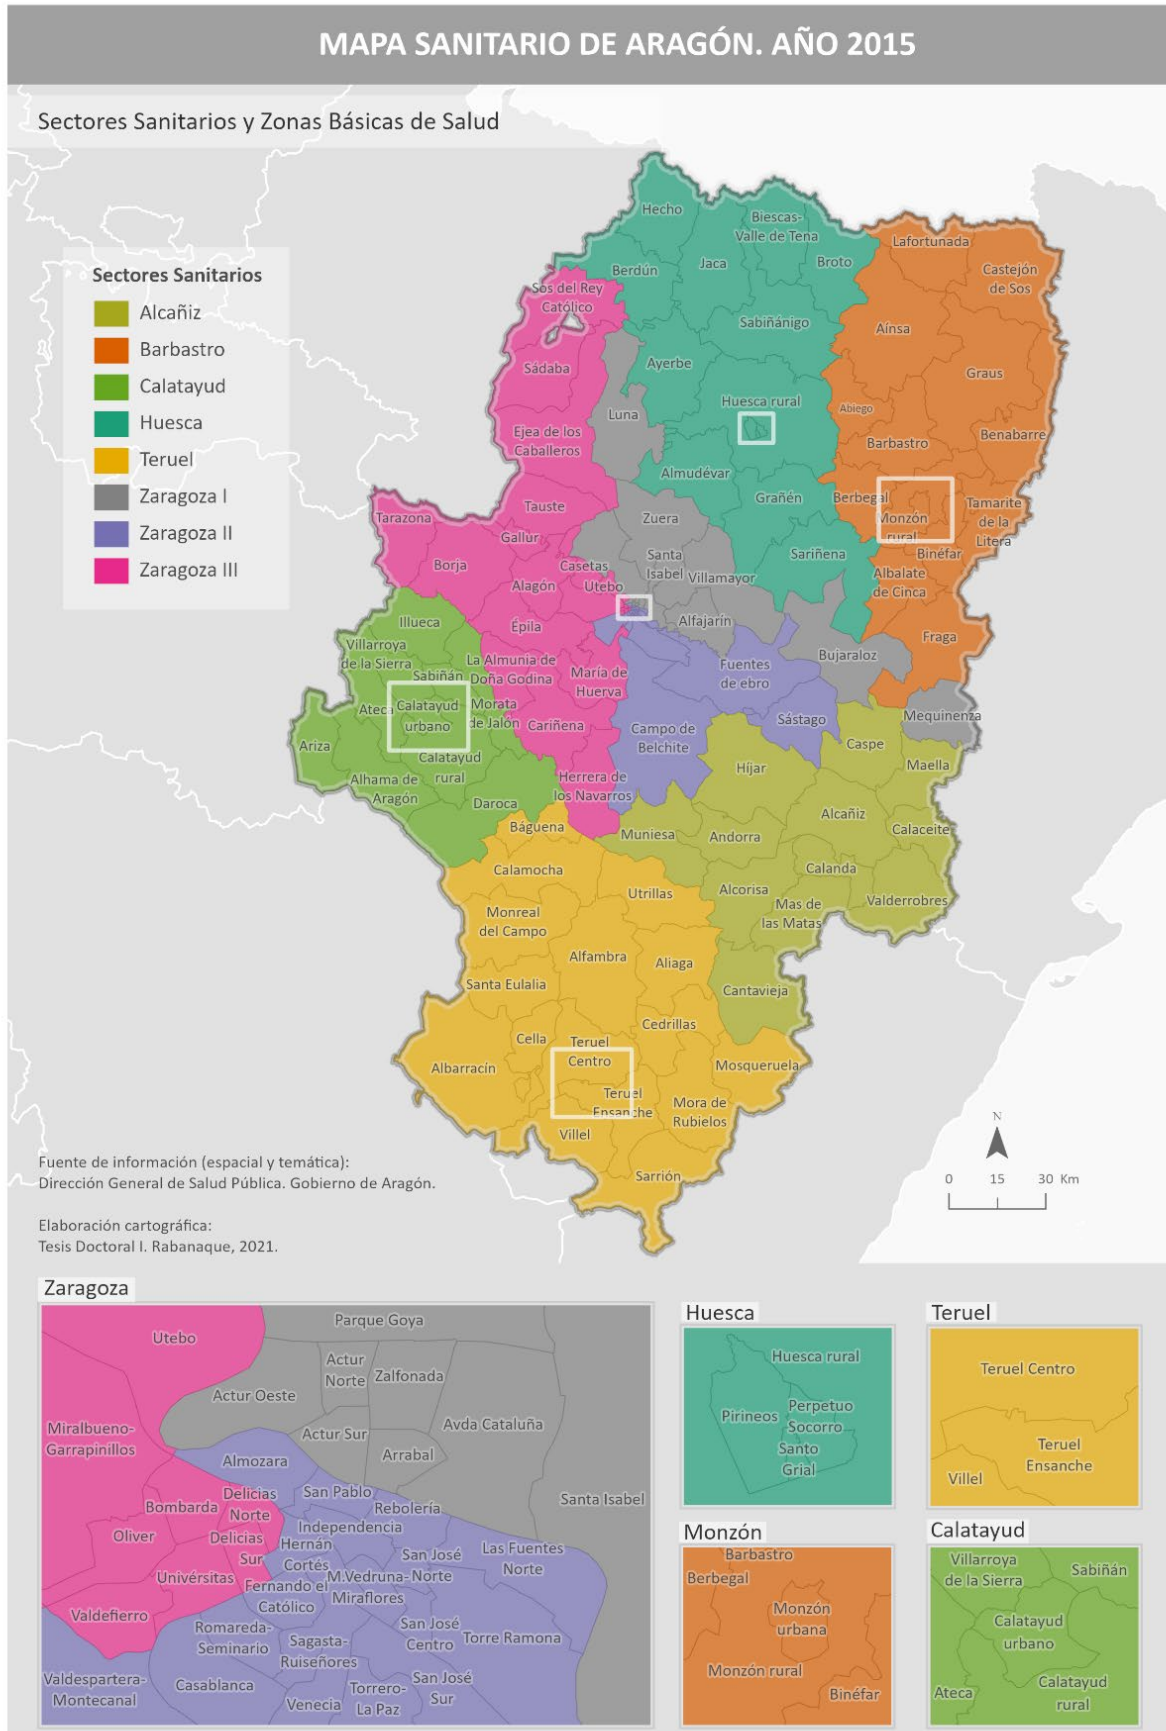 MAPA SANITARIO DE ARAGÓN. AÑO 2015
Sectores Sanitarios y Zonas Básicas de Salud
Sectores Sanitarios
Alcañiz
Barbastro
Calatayud
Huesca
Teruel
Zaragoza I
Zaragoza II
Zaragoza III
Hecho
Biescas-
Valle de Tena
Lafortunada
Berdún
Jaca
Broto
Castejón
de Sos
Sos del Rey
Católico
Sabiñánigo
Aínsa
Sádaba
Ayerbe
Graus
Luna
Huesca rural
Abiego
Ejea de los
Caballeros
Barbastro
Benabarre
Almudévar
Grañén
Berbegal
Monzón
rural
Tamarite
de la
Litera
Tarazona
Tauste
Zuera
Gallur
Sariñena
Binéfar
Borja
Casetas
Santa
Isabel
Villamayor
Albalate
de Cinca
Alagón
Utebo
Illueca
Épila
Alfajarín
Fraga
Villarroya
de la Sierra
Sabiñán
La Almunia de
Doña Godina
María de
Huerva
Fuentes
de ebro
Bujaraloz
Ateca
Calatayud
urbano
Morata
de Jalón
Cariñena
Campo de
Belchite
Sástago
Mequinenza
Ariza
Calatayud
rural
Caspe
Alhama de
Aragón
Daroca
Herrera de
los Navarros
Híjar
Maella
Báguena
Muniesa
Andorra
Alcañiz
Calaceite
Calamocha
Utrillas
Alcorisa
Calanda
Mas de
las Matas
Valderrobres
Monreal
del Campo
Alfambra
Aliaga
Santa Eulalia
Cantavieja
Cella
Teruel
Centro
Cedrillas
Albarracín
Mosqueruela
Teruel
Ensanche
Mora de
Rubielos
Villel
Sarrión
N
0 15 30 Km
Fuente de información (espacial y temática):
Dirección General de Salud Pública. Gobierno de Aragón.
Elaboración cartográfica:
Tesis Doctoral I. Rabanaque, 2021.
Zaragoza
Utebo
Parque Goya
Actur
Norte
Zalfonada
Actur Oeste
Avda Cataluña
Miralbueno-
Garrapinillos
Actur Sur
Arrabal
Almozara
Santa Isabel
Delicias
Norte
San Pablo
Bombarda
Rebolería
Oliver
Independencia
Delicias
Sur
Hernán
Cortés
San José
Norte
Las Fuentes
Norte
Univérsitas
Fernando el
Católico
M.Vedruna-
Miraflores
Valdefierro
Romareda-
Seminario
Sagasta-
Ruiseñores
San José
Centro
Torre Ramona
Valdespartera-
Montecanal
Casablanca
Venecia
Torrero-
La Paz
San José
Sur
Huesca
Huesca rural
Pirineos
Perpetuo
Socorro
Santo
Grial
Teruel
Teruel Centro
Teruel
Ensanche
Villel
Monzón
Barbastro
Berbegal
Monzón
urbana
Monzón rural
Binéfar
Calatayud
Villarroya
de la Sierra
Sabiñán
Calatayud
urbano
Ateca
Calatayud
rural